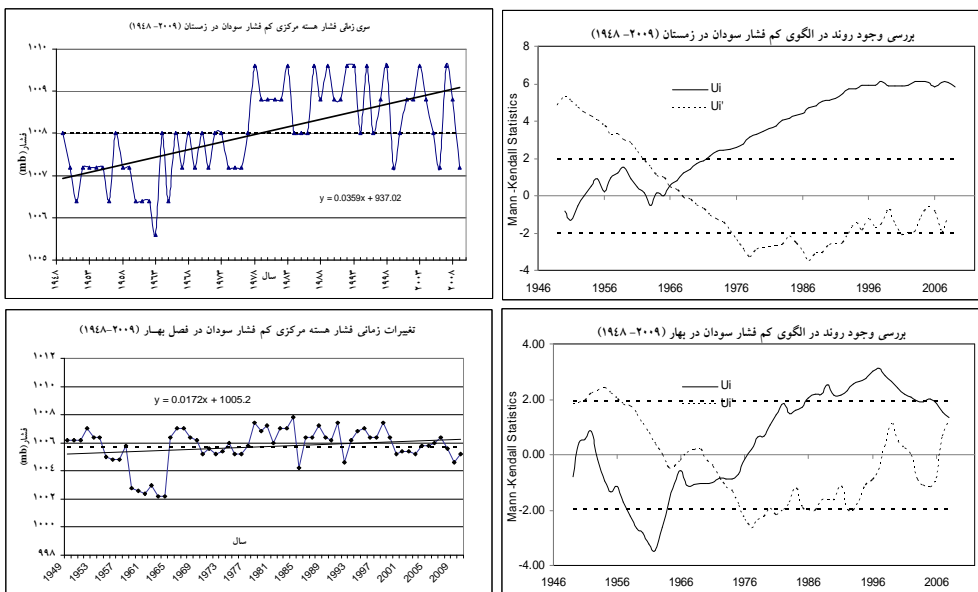 سری زمانی فشار هسته مرکزی کم فشار سودان در زمستان (۲۰۰۹-۱۹۴۸)
۱۰۱۰
۱۰۰۹
۱۰۰۸
۱۰۰۷
۱۰۰۶
۱۰۰۵
فشار (mb)
y = 0.0359x + 937.02
سال
۱۹۴۸ ۱۹۵۳ ۱۹۵۸ ۱۹۶۳ ۱۹۶۸ ۱۹۷۳ ۱۹۷۸ ۱۹۸۳ ۱۹۸۸ ۱۹۹۳ ۱۹۹۸ ۲۰۰۳ ۲۰۰۸
بررسی وجود روند در الگوی کم فشار سودان در زمستان (۲۰۰۹-۱۹۴۸)
8
6
4
2
0
-2
-4
Mann-Kendall Statistics
Ui
Ui'
1946 1956 1966 1976 1986 1996 2006
تغییرات زمانی فشار هسته مرکزی کم فشار سودان در فصل بهار (۲۰۰۹-۱۹۴۸)
۱۰۱۲
۱۰۱۰
۱۰۰۸
۱۰۰۶
۱۰۰۴
۱۰۰۲
۱۰۰۰
۹۹۸
فشار (mb)
y = 0.0172x + 1005.2
سال
1949 1953 1957 1961 1965 1969 1973 1977 1981 1985 1989 1993 1997 2001 2005 2009
بررسی وجود روند در الگوی کم فشار سودان در بهار (۲۰۰۹-۱۹۴۸)
4.00
2.00
0.00
-2.00
-4.00
Mann-Kendall Statistics
Ui
Ui'
1946 1956 1966 1976 1986 1996 2006